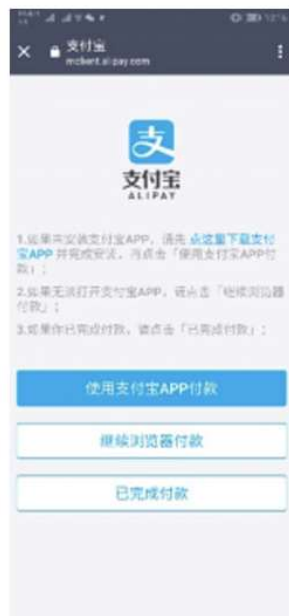 支付宝
mclient.alipay.com
支
支付宝
ALIPAY
1.如果未安装支付宝APP，请先 点这里下载支付
宝APP 并完成安装，再点击「使用支付宝APP付
款」；
2.如果无法打开支付宝APP，请点击「继续浏览器
付款」；
3.如果你已完成付款，请点击「已完成付款」；
使用支付宝APP付款
继续浏览器付款
已完成付款